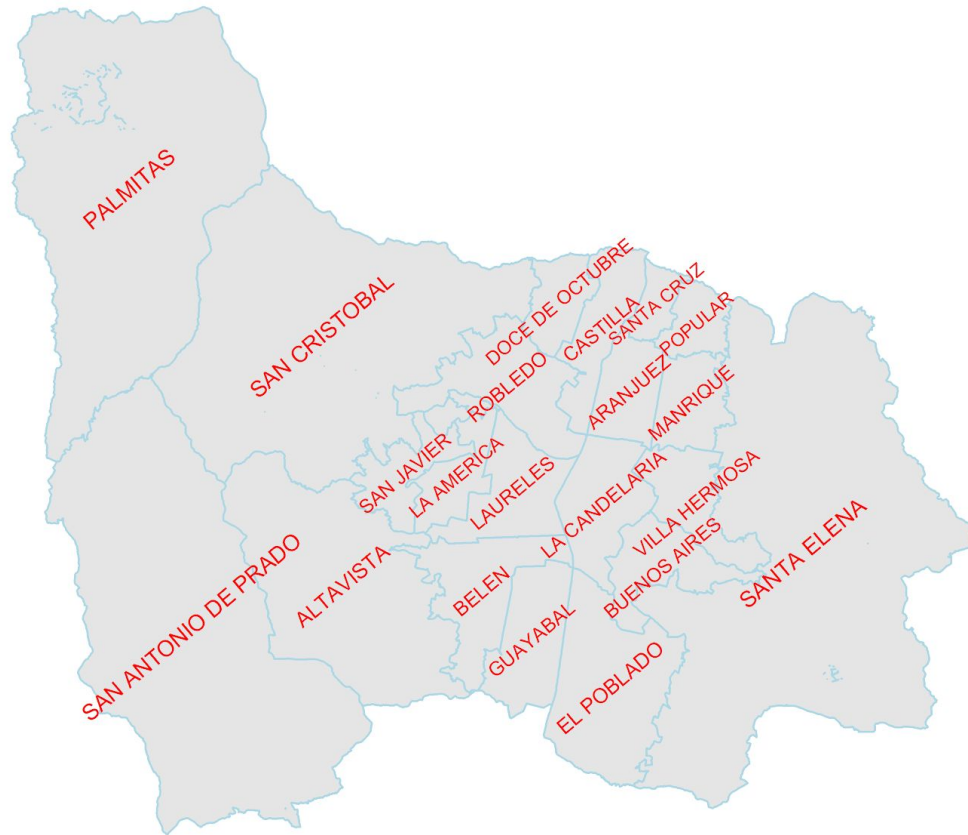 PALMITAS
SAN CRISTOBAL
DOCE DE OCTUBRE
CASTILLA
SANTA CRUZ
POPULAR
ROBLEDO
ARANJUEZ
MANRIQUE
SAN JAVIER
LA AMERICA
LAURELES
LA CANDELARIA
VILLA HERMOSA
SAN ANTONIO DE PRADO
ALTAVISTA
BELEN
BUENOS AIRES
SANTA ELENA
GUAYABAL
EL POBLADO